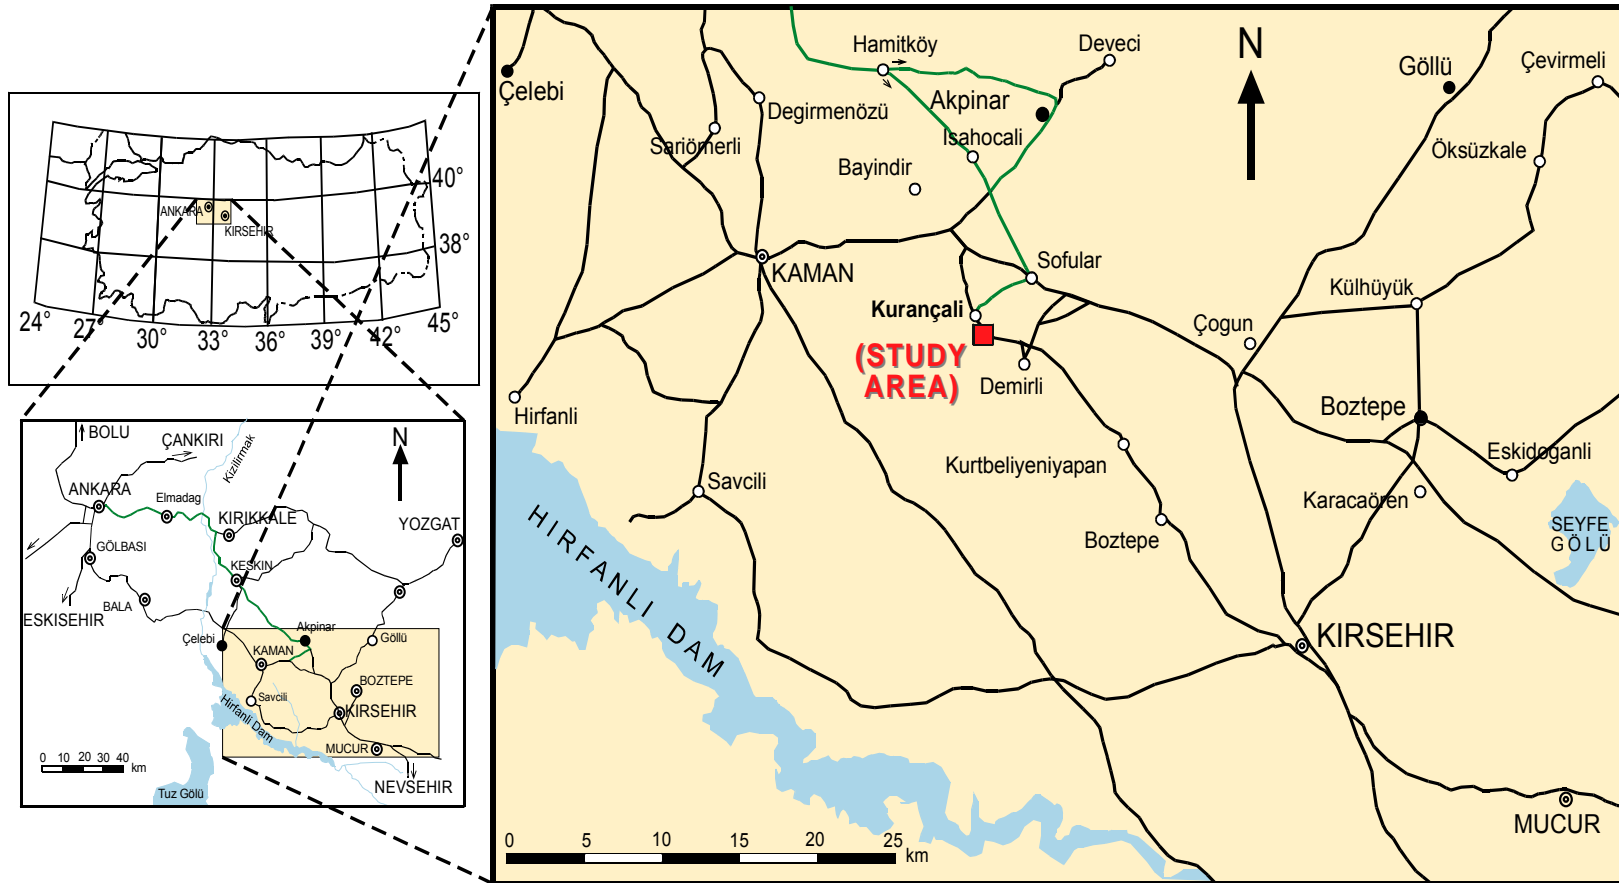 ANKARA
KIRSEHIR
40°
38°
24°
27°
30°
33°
36°
39°
42°
45°
BOLU
ÇANKIRI
Kizilirmak
N
ANKARA
Elmadag
KIRIKKALE
YOZGAT
GÖLBASI
KESKIN
BALA
ESKISEHIR
Çelebi
Akpinar
Göllü
KAMAN
BOZTEPE
Savcili
Hirfanli Dam
KIRSEHIR
MUCUR
NEVSEHIR
Tuz Gölü
0 10 20 30 40 km
Hamitköy
Deveci
N
Göllü
Çevirmeli
Çelebi
Degirmenözü
Akpinar
Sariömerli
Isahocali
Bayindir
Öksüzkale
Sofular
KAMAN
Külhüyük
Kurançali
Çogun
(STUDY
AREA)
Demirli
Hirfanli
Boztepe
Kurtbeliyeniyapan
Eskidoganli
Savcili
Karacaören
Boztepe
SEYFE
GÖLÜ
HIRFANLI DAM
KIRSEHIR
MUCUR
0 5 10 15 20 25 km